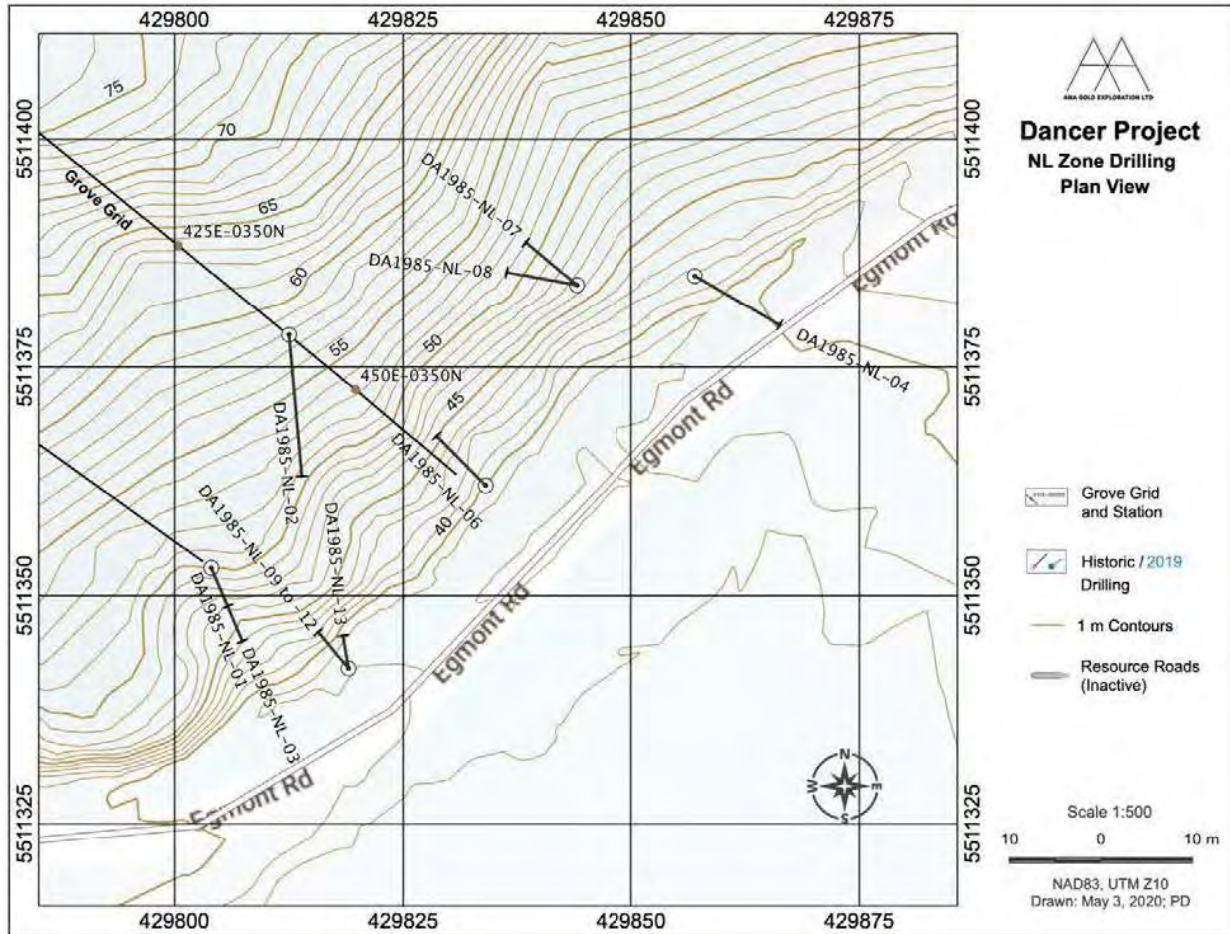 429800 429825 429850 429875
5511400
5511375
5511350
5511325
75
70
65
60
55
50
45
40
Grove Grid
425E-0350N
450E-0350N
DA1985-NL-07
DA1985-NL-08
DA1985-NL-04
DA1985-NL-02
DA1985-NL-06
DA1985-NL-09 to -12
DA1985-NL-13
DA1985-NL-01
DA1985-NL-03
Egmont Rd
Egmont Rd
Egmont Rd
Egmont Rd
N
W
E
S
5511400
5511375
5511350
5511325
429800 429825 429850 429875
AMA GOLD EXPLORATION LTD
Dancer Project
NL Zone Drilling
Plan View
Grove Grid
and Station
Historic / 2019
Drilling
1 m Contours
Resource Roads
(Inactive)
Scale 1:500
10 0 10 m
NAD83, UTM Z10
Drawn: May 3, 2020; PD